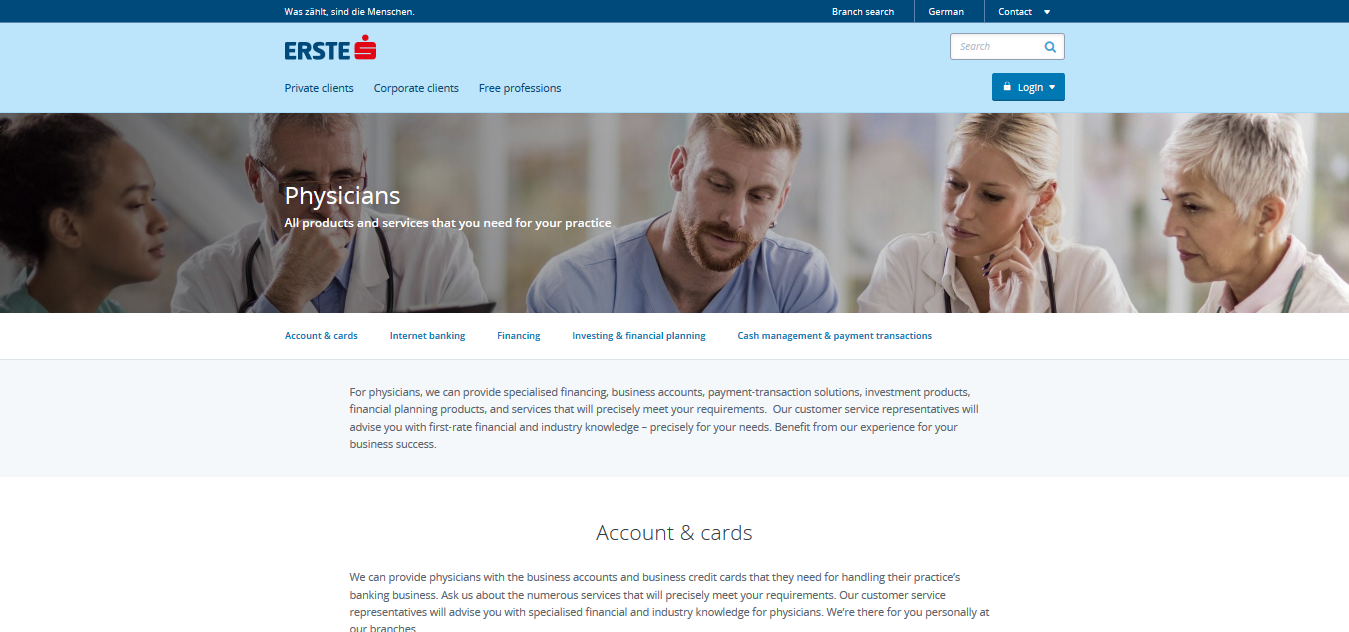 Was zählt, sind die Menschen.
Branch search
German
Contact
ERSTE
Search
Private clients
Corporate clients
Free professions
Login
Physicians
All products and services that you need for your practice
Account & cards
Internet banking
Financing
Investing & financial planning
Cash management & payment transactions
For physicians, we can provide specialised financing, business accounts, payment-transaction solutions, investment products,
financial planning products, and services that will precisely meet your requirements.  Our customer service representatives will
advise you with first-rate financial and industry knowledge – precisely for your needs. Benefit from our experience for your
business success.
Account & cards
We can provide physicians with the business accounts and business credit cards that they need for handling their practice's
banking business. Ask us about the numerous services that will precisely meet your requirements. Our customer service
representatives will advise you with specialised financial and industry knowledge for physicians. We're there for you personally at
our branches